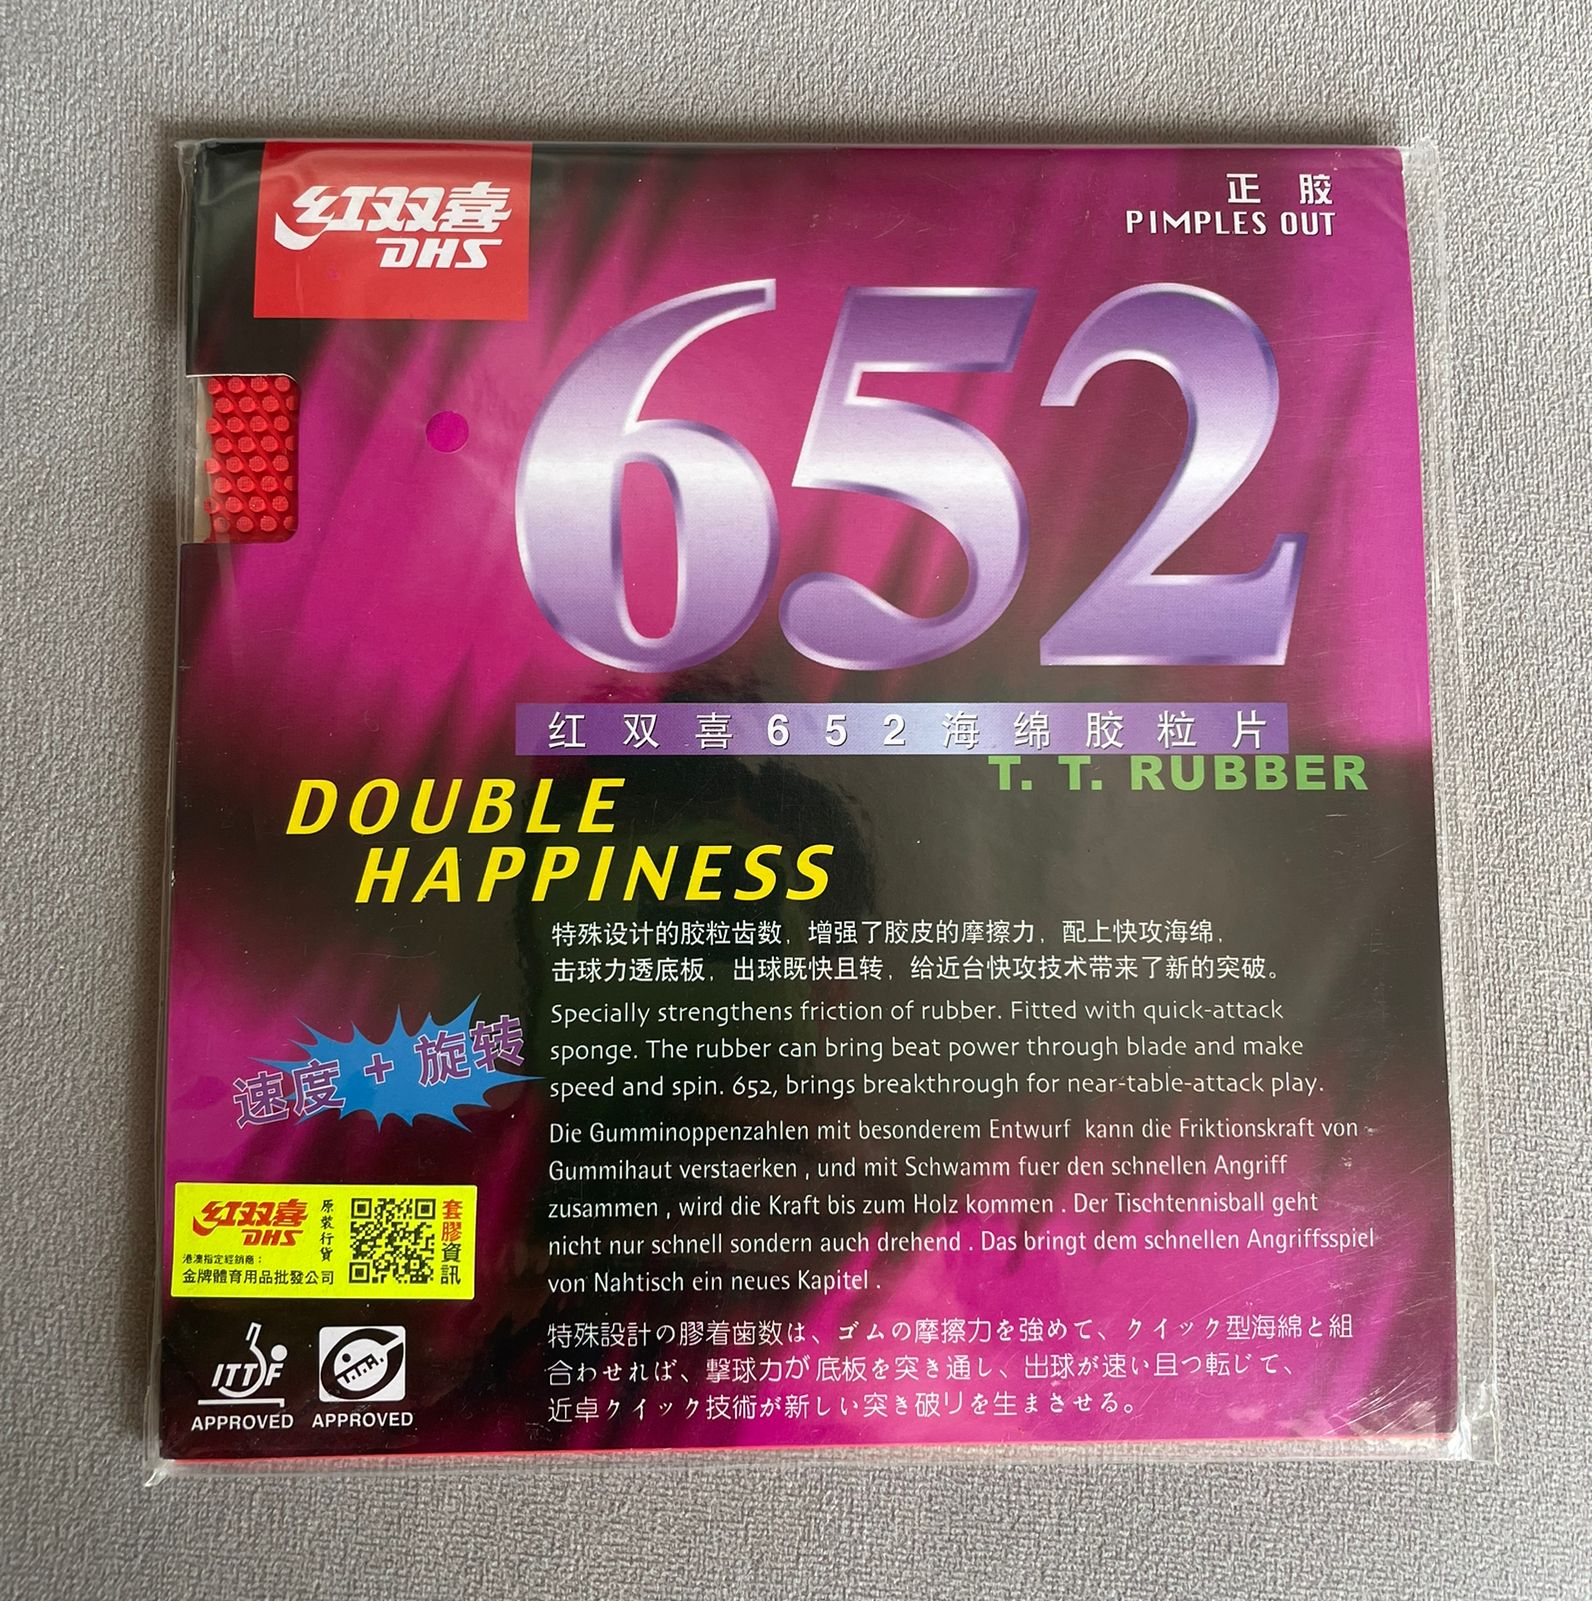 红双喜
DHS
正 胶
PIMPLES OUT
652
红双喜652海绵胶粒片
T. T. RUBBER
DOUBLE
HAPPINESS
特殊设计的胶粒齿数，增强了胶皮的摩擦力，配上快攻海绵，
击球力透底板，出球既快且转，给近台快攻技术带来了新的突破。
Specially strengthens friction of rubber. Fitted with quick-attack
sponge. The rubber can bring beat power through blade and make
speed and spin. 652, brings breakthrough for near-table-attack play.
速度+旋转
Die Gumminoppenzahlen mit besonderem Entwurf kann die Friktionskraft von
Gummihaut verstaerken , und mit Schwamm fuer den schnellen Angriff
zusammen , wird die Kraft bis zum Holz kommen . Der Tischtennisball geht
nicht nur schnell sondern auch drehend . Das bringt dem schnellen Angriffsspiel
von Nahtisch ein neues Kapitel .
红双喜
DHS
原裝行貨
套膠資訊
港澳指定經銷商：
金牌體育用品批發公司
特殊設計の膠着歯数は、ゴムの摩擦力を強めて、クイック型海綿と組
合わせれば、撃球力が底板を突き通し、出球が速い且つ転じて、
近卓クイック技術が新しい突き破りを生まさせる。
ITTF
APPROVED
I.T.T.A.
APPROVED